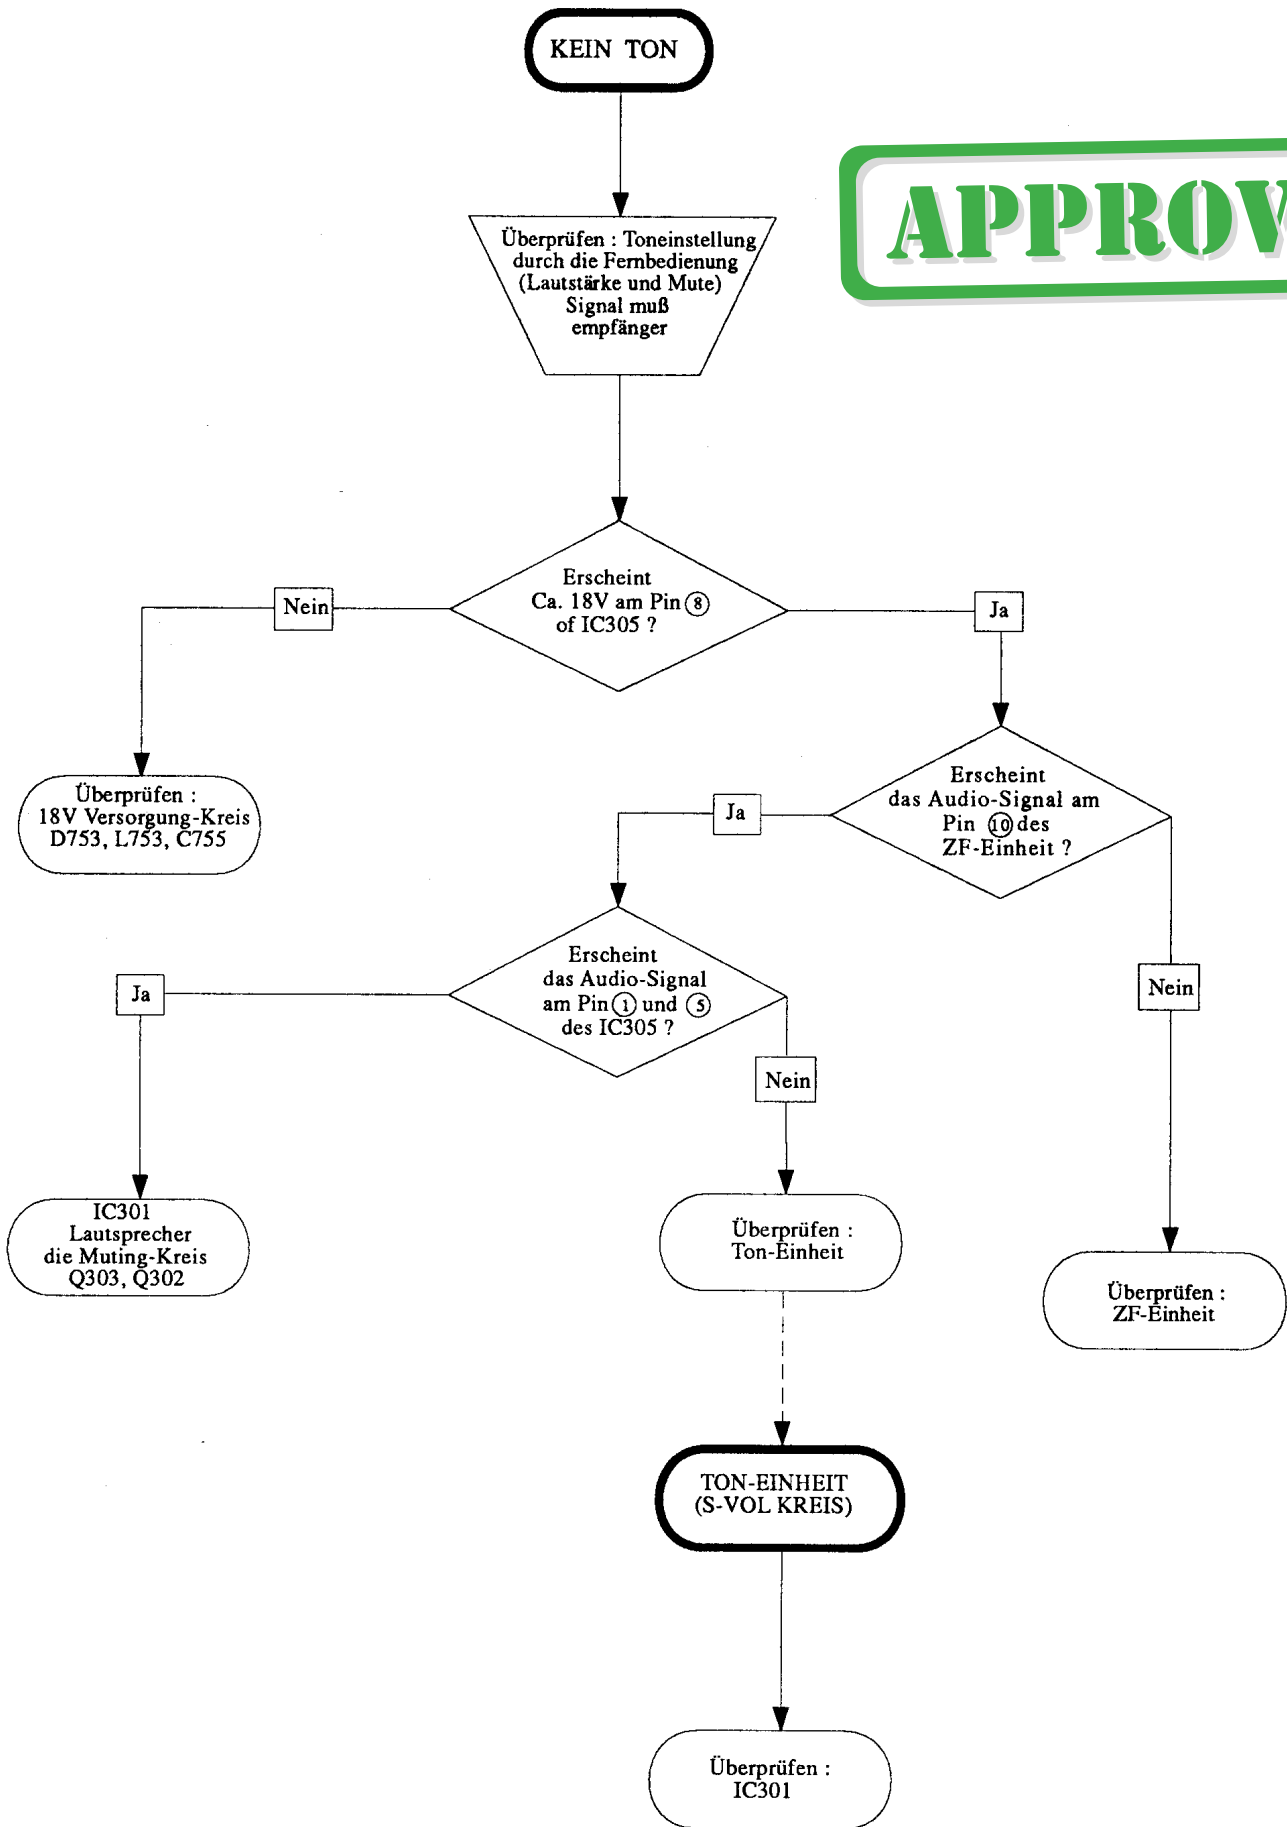 KEIN TON
Überprüfen : Toneinstellung
durch die Fernbedienung
(Lautstärke und Mute)
Signal muß
empfänger
Erscheint
Ca. 18V am Pin ⑧
of IC305 ?
Nein
Ja
Überprüfen :
18V Versorgung-Kreis
D753, L753, C755
Erscheint
das Audio-Signal am
Pin ⑩ des
ZF-Einheit ?
Ja
Nein
Erscheint
das Audio-Signal
am Pin ① und ⑤
des IC305 ?
Ja
Nein
IC301
Lautsprecher
die Muting-Kreis
Q303, Q302
Überprüfen :
Ton-Einheit
Überprüfen :
ZF-Einheit
TON-EINHEIT
(S-VOL KREIS)
Überprüfen :
IC301
APPROV